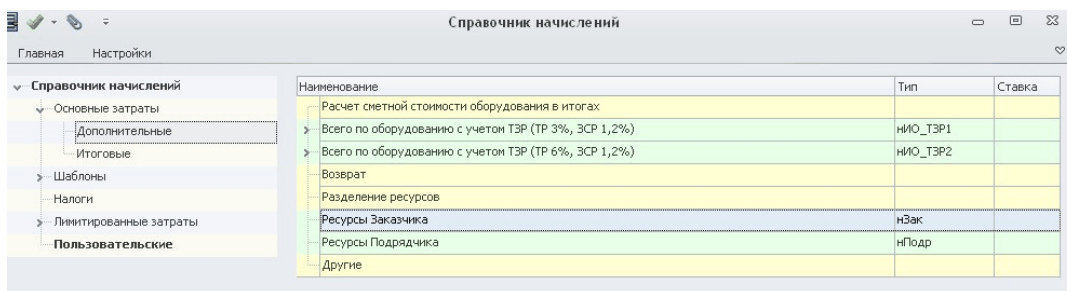 Справочник начислений
Главная Настройки
Справочник начислений
Основные затраты
Дополнительные
Итоговые
Шаблоны
Налоги
Лимитированные затраты
Пользовательские
Наименование Тип Ставка
Расчет сметной стоимости оборудования в итогах
Всего по оборудованию с учетом ТЗР (ТР 3%, ЗСР 1,2%) нИО_ТЗР1
Всего по оборудованию с учетом ТЗР (ТР 6%, ЗСР 1,2%) нИО_ТЗР2
Возврат
Разделение ресурсов
Ресурсы Заказчика нЗак
Ресурсы Подрядчика нПодр
Другие